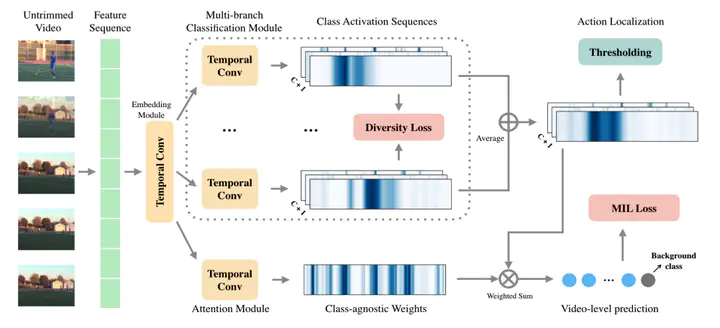 Untrimmed
Video
Feature
Sequence
Multi-branch
Classification Module
Class Activation Sequences
Action Localization
Temporal
Conv
C+1
Thresholding
Embedding
Module
Temporal Conv
...
...
Diversity Loss
Average
C+1
Temporal
Conv
C+1
MIL Loss
Background
class
Temporal
Conv
...
Weighted Sum
Attention Module
Class-agnostic Weights
Video-level prediction